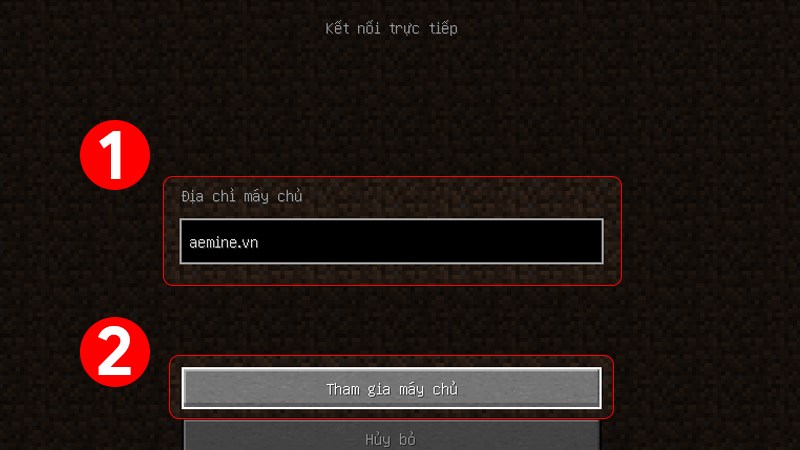 Kết nối trực tiếp
1
Địa chỉ máy chủ
aemine.vn
2
Tham gia máy chủ
Hủy bỏ